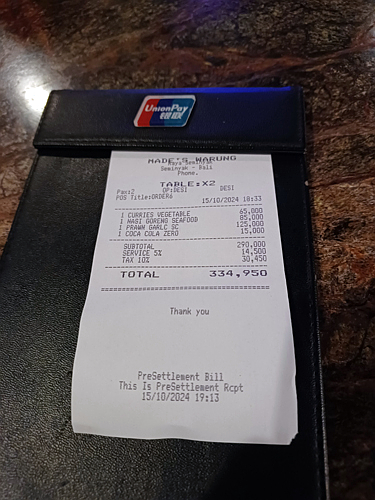 UnionPay
银联
MADE'S WARUNG
Seminyak - Bali
Phone.
TABLE:X2
Pax:2 OP:DESI DESI
POS Title:ORDER6 15/10/2024 18:33
1 CURRIES VEGETABLE 65,000
1 NASI GORENG SEAFOOD 85,000
1 PRAWN GARLC SC 125,000
1 COCA COLA ZERO 15,000
SUBTOTAL 290,000
SERVICE 5% 14,500
TAX 10% 30,450
TOTAL 334,950
Thank you
PreSettlement Bill
This Is PreSettlement Rcpt
15/10/2024 19:13